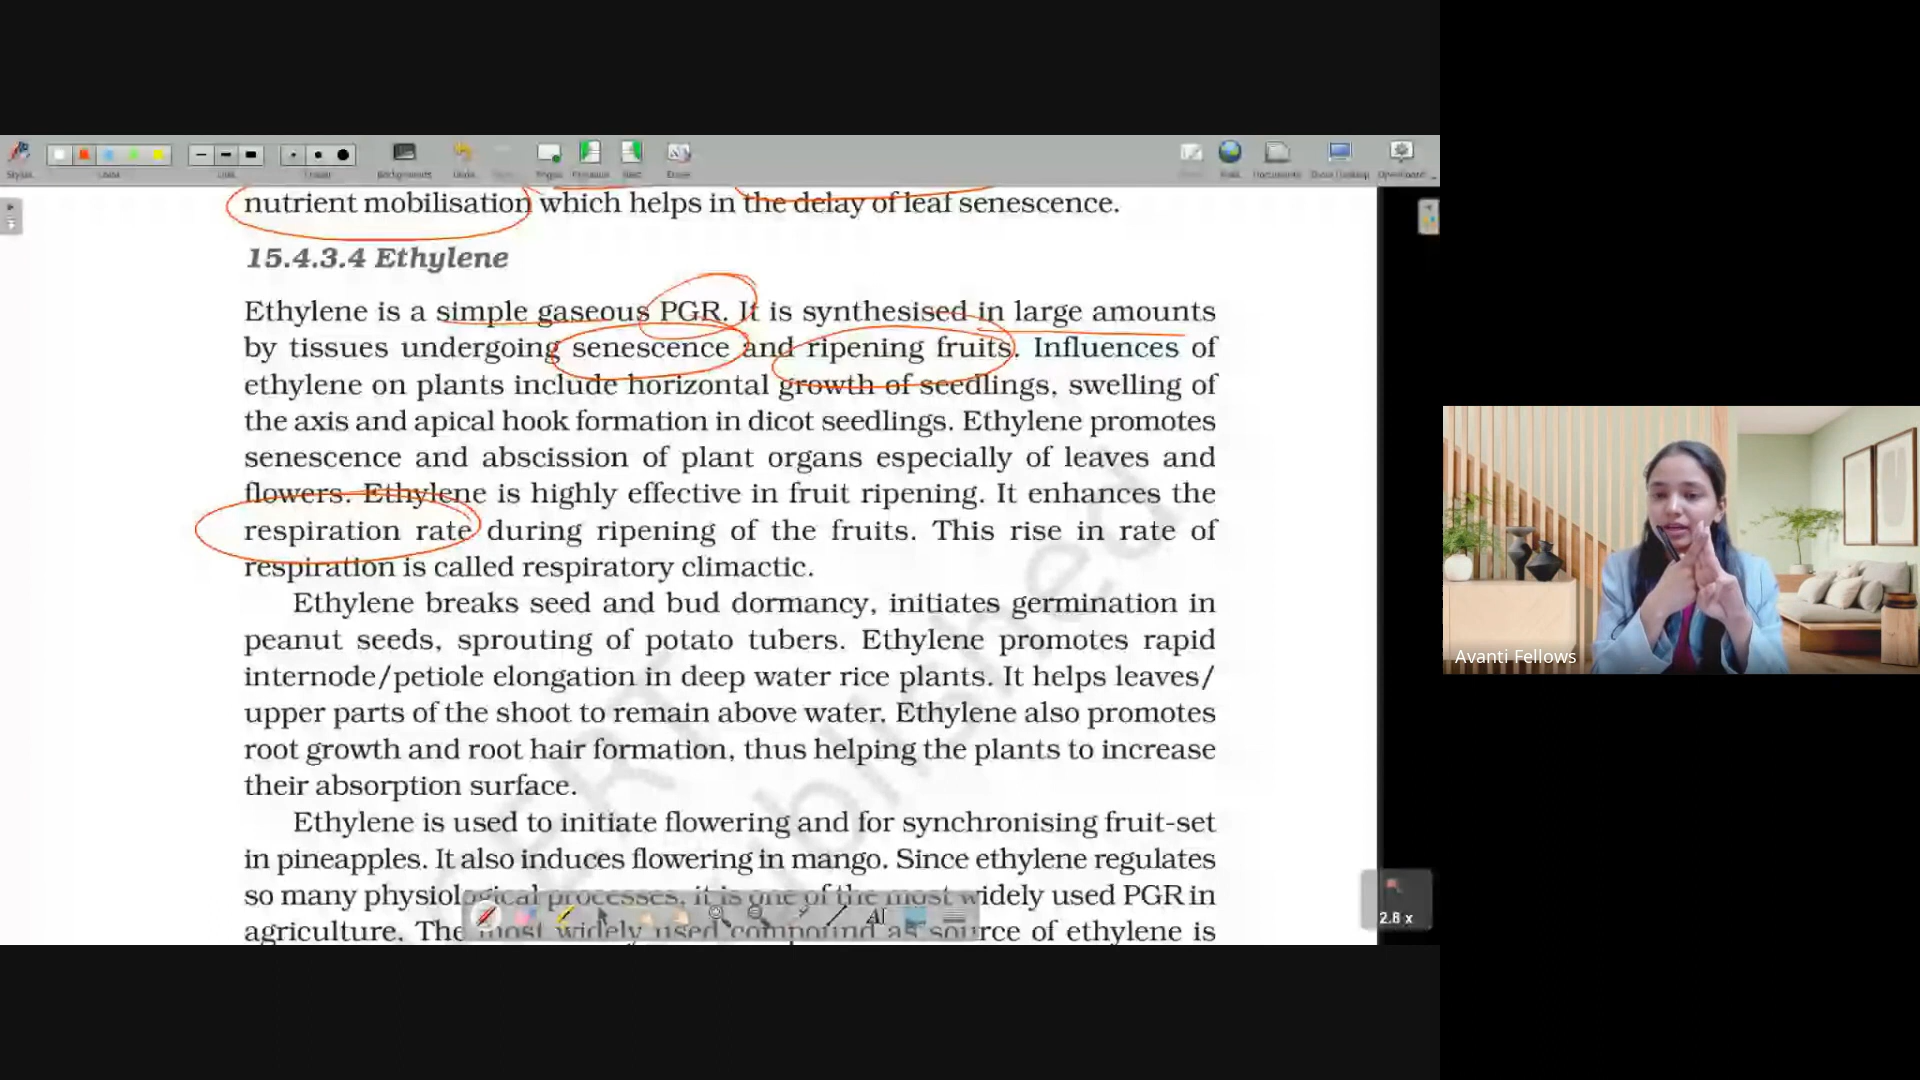 nutrient mobilisation which helps in the delay of leaf senescence.
15.4.3.4 Ethylene
Ethylene is a simple gaseous PGR. It is synthesised in large amounts
by tissues undergoing senescence and ripening fruits. Influences of
ethylene on plants include horizontal growth of seedlings, swelling of
the axis and apical hook formation in dicot seedlings. Ethylene promotes
senescence and abscission of plant organs especially of leaves and
flowers. Ethylene is highly effective in fruit ripening. It enhances the
respiration rate during ripening of the fruits. This rise in rate of
respiration is called respiratory climactic.
Ethylene breaks seed and bud dormancy, initiates germination in
peanut seeds, sprouting of potato tubers. Ethylene promotes rapid
internode/petiole elongation in deep water rice plants. It helps leaves/
upper parts of the shoot to remain above water. Ethylene also promotes
root growth and root hair formation, thus helping the plants to increase
their absorption surface.
Ethylene is used to initiate flowering and for synchronising fruit-set
in pineapples. It also induces flowering in mango. Since ethylene regulates
so many physiological processes, it is one of the most widely used PGR in
agriculture. The most widely used compound as source of ethylene is
2.8 x
Avanti Fellows